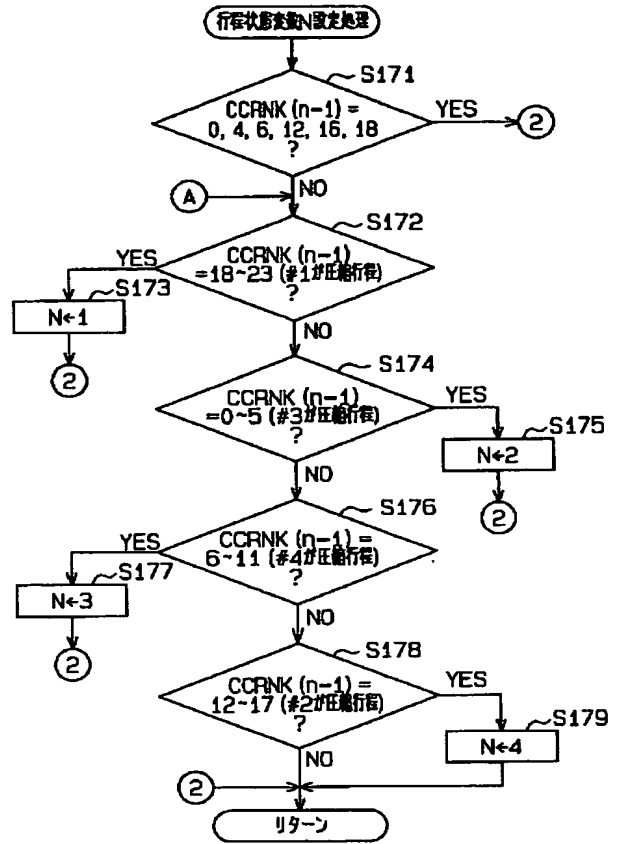 行程状態変数N設定処理
S171
CCRNK (n-1) =
0, 4, 6, 12, 16, 18
?
YES
2
NO
A
S172
CCRNK (n-1)
=18~23 (#1が圧縮行程)
?
YES
S173
N←1
2
NO
S174
CCRNK (n-1)
=0~5 (#3が圧縮行程)
?
YES
S175
N←2
2
NO
S176
CCRNK (n-1) =
6~11 (#4が圧縮行程)
?
YES
S177
N←3
2
NO
S178
CCRNK (n-1) =
12~17 (#2が圧縮行程)
?
YES
S179
N←4
NO
2
リターン